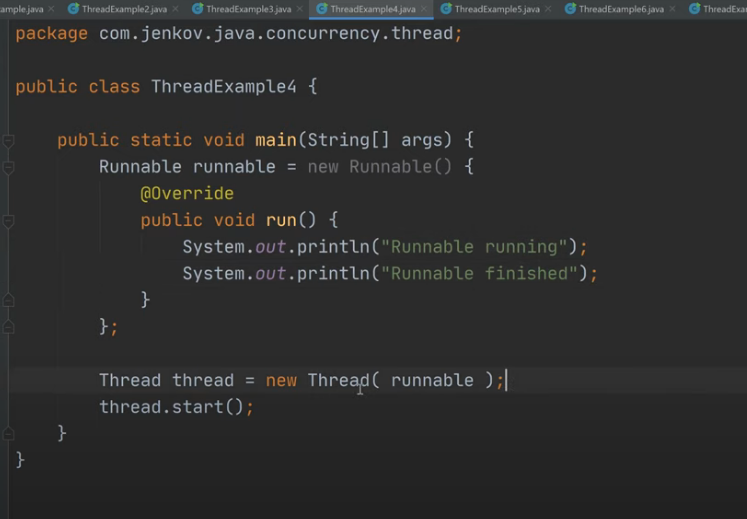 ample.java ThreadExample2.java ThreadExample3.java ThreadExample4.java ThreadExample5.java ThreadExample6.java ThreadExam
package com.jenkov.java.concurrency.thread;
public class ThreadExample4 {
public static void main(String[] args) {
Runnable runnable = new Runnable() {
@Override
public void run() {
System.out.println("Runnable running");
System.out.println("Runnable finished");
}
};
Thread thread = new Thread( runnable );
thread.start();
}
}